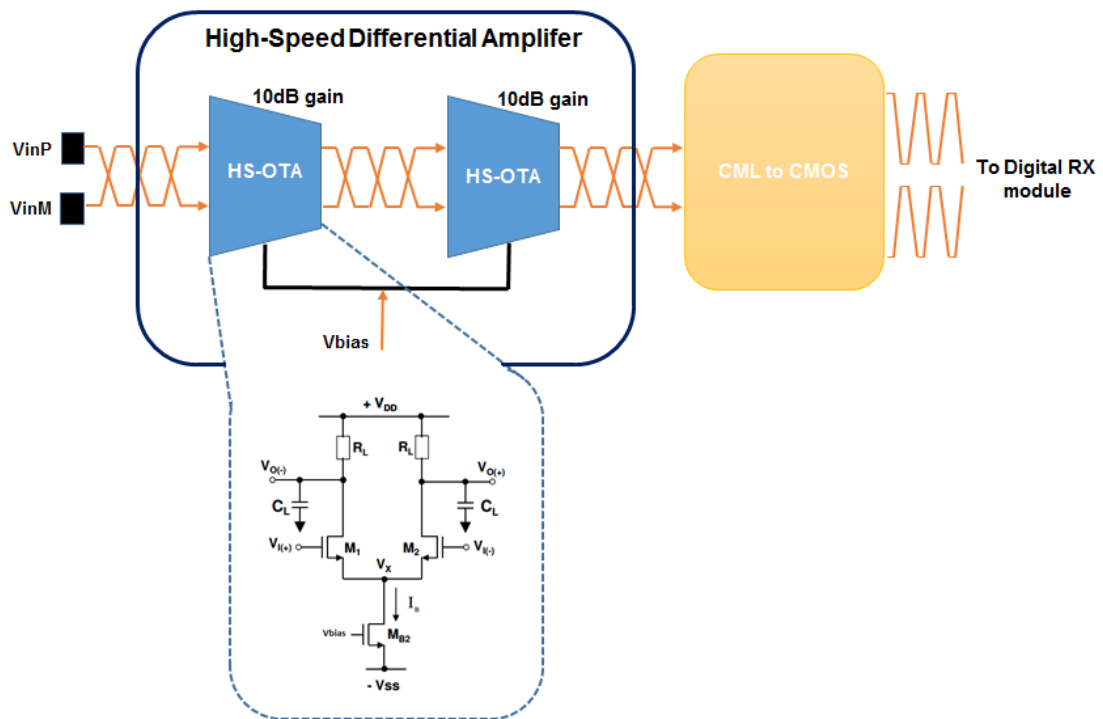 High-Speed Differential Amplifer
10dB gain
10dB gain
VinP
VinM
HS-OTA
HS-OTA
CML to CMOS
To Digital RX
module
Vbias
+ VDD
RL
RL
VO(-)
VO(+)
CL
CL
VI(+)
M1
M2
VI(-)
VX
IB
Vbias
MB2
- Vss